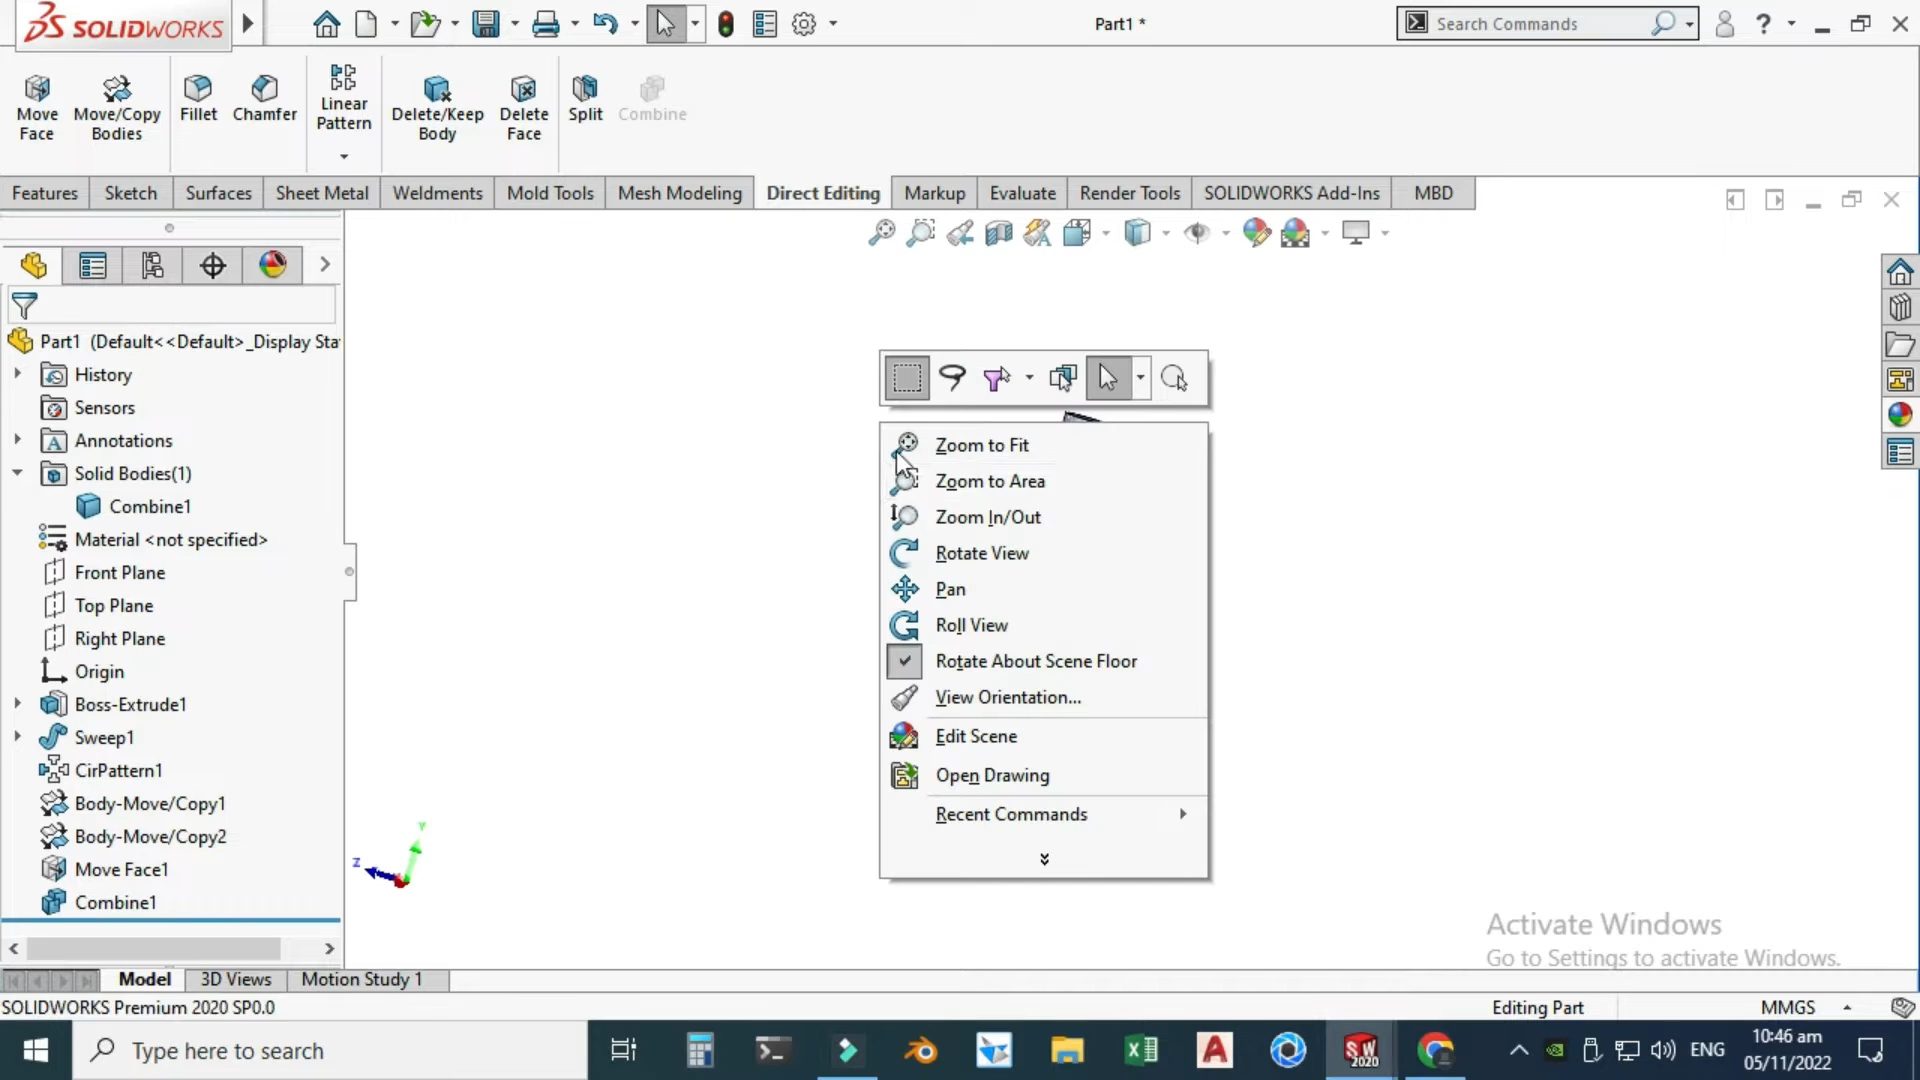 SOLIDWORKS
Part1 *
Search Commands
Move Face
Move/Copy Bodies
Fillet
Chamfer
Linear Pattern
Delete/Keep Body
Delete Face
Split
Combine
Features
Sketch
Surfaces
Sheet Metal
Weldments
Mold Tools
Mesh Modeling
Direct Editing
Markup
Evaluate
Render Tools
SOLIDWORKS Add-Ins
MBD
Part1 (Default<<Default>_Display Sta
History
Sensors
Annotations
Solid Bodies(1)
Combine1
Material <not specified>
Front Plane
Top Plane
Right Plane
Origin
Boss-Extrude1
Sweep1
CirPattern1
Body-Move/Copy1
Body-Move/Copy2
Move Face1
Combine1
Zoom to Fit
Zoom to Area
Zoom In/Out
Rotate View
Pan
Roll View
Rotate About Scene Floor
View Orientation...
Edit Scene
Open Drawing
Recent Commands
Y
Z
Activate Windows
Go to Settings to activate Windows.
Model
3D Views
Motion Study 1
SOLIDWORKS Premium 2020 SP0.0
Editing Part
MMGS
Type here to search
SW
2020
ENG
10:46 am
05/11/2022